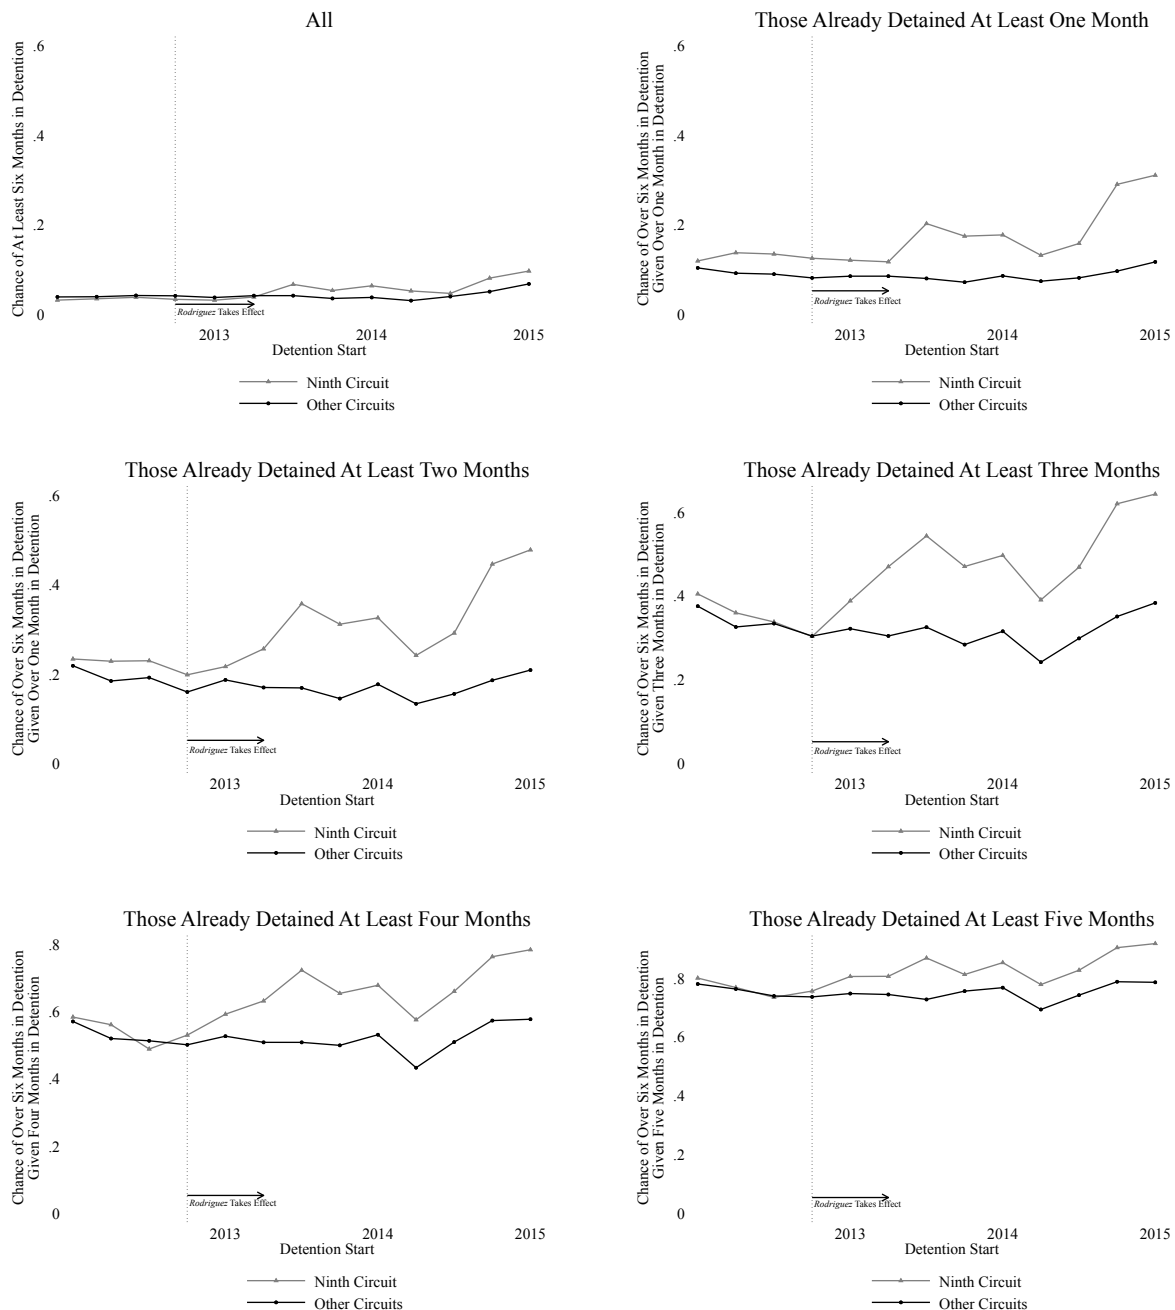 All
Chance of At Least Six Months in Detention
.6
.4
.2
0
Rodriguez Takes Effect
2013
2014
2015
Detention Start
Ninth Circuit
Other Circuits
Those Already Detained At Least One Month
Chance of Over Six Months in Detention
Given Over One Month in Detention
.6
.4
.2
0
Rodriguez Takes Effect
2013
2014
2015
Detention Start
Ninth Circuit
Other Circuits
Those Already Detained At Least Two Months
Chance of Over Six Months in Detention
Given Over One Month in Detention
.6
.4
.2
0
Rodriguez Takes Effect
2013
2014
2015
Detention Start
Ninth Circuit
Other Circuits
Those Already Detained At Least Three Months
Chance of Over Six Months in Detention
Given Three Months in Detention
.6
.4
.2
0
Rodriguez Takes Effect
2013
2014
2015
Detention Start
Ninth Circuit
Other Circuits
Those Already Detained At Least Four Months
Chance of Over Six Months in Detention
Given Four Months in Detention
.8
.6
.4
.2
0
Rodriguez Takes Effect
2013
2014
2015
Detention Start
Ninth Circuit
Other Circuits
Those Already Detained At Least Five Months
Chance of Over Six Months in Detention
Given Five Months in Detention
.8
.6
.4
.2
0
Rodriguez Takes Effect
2013
2014
2015
Detention Start
Ninth Circuit
Other Circuits